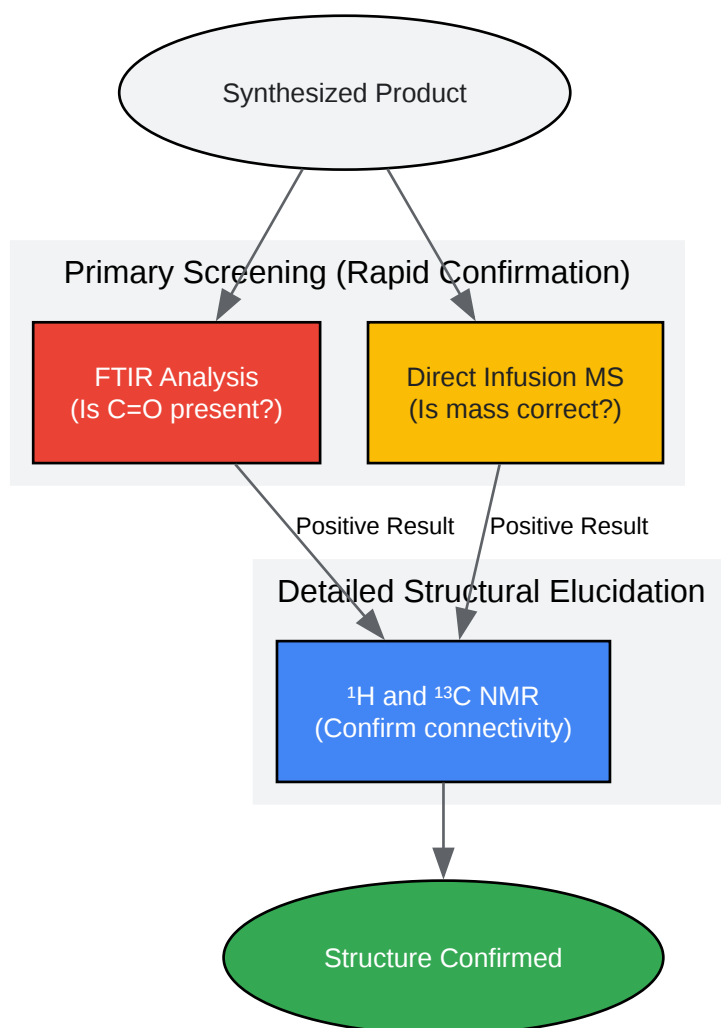 Synthesized Product
Primary Screening (Rapid Confirmation)
FTIR Analysis
(Is C=O present?)
Direct Infusion MS
(Is mass correct?)
Positive Result
Positive Result
Detailed Structural Elucidation
¹H and ¹³C NMR
(Confirm connectivity)
Structure Confirmed